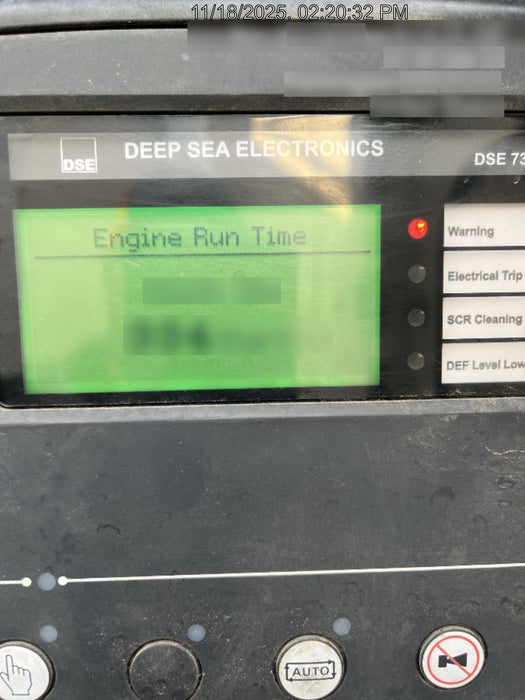 11/18/2025, 02:20:32 PM
DSE
DEEP SEA ELECTRONICS
DSE 73
Engine Run Time
Warning
Electrical Trip
SCR Cleaning
DEF Level Low
AUTO